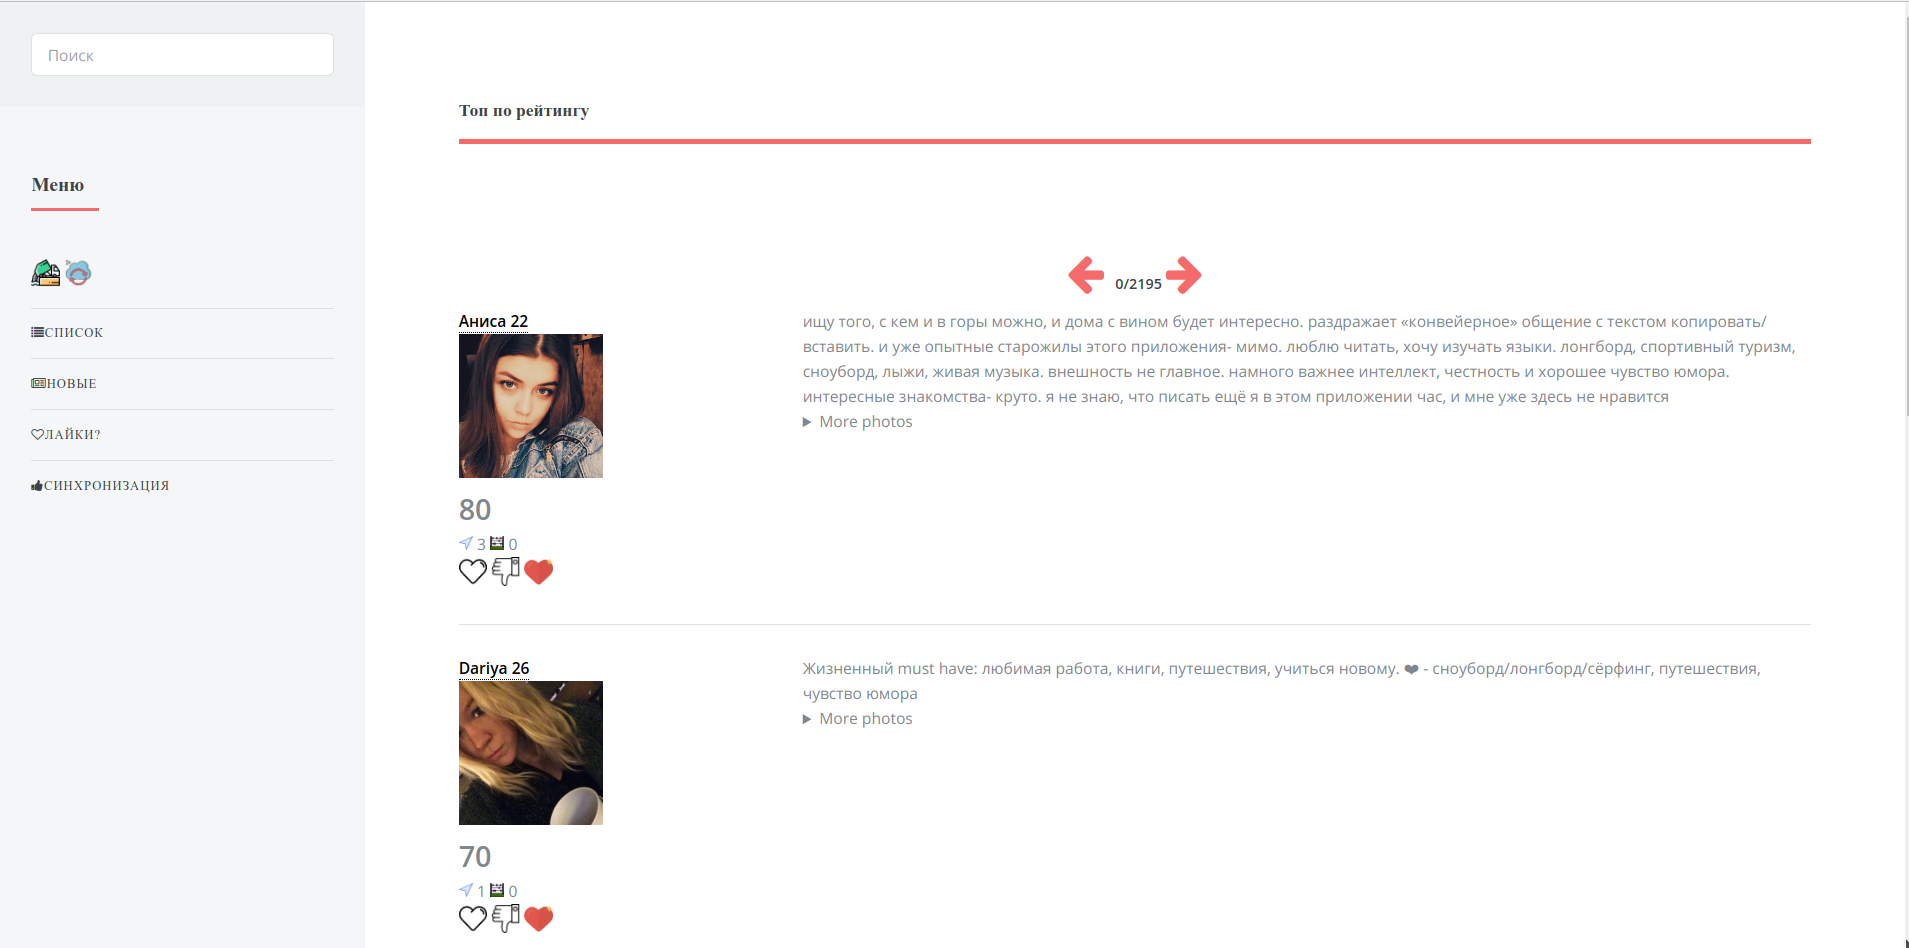 Поиск
Меню
СПИСОК
НОВЫЕ
ЛАЙКИ?
СИНХРОНИЗАЦИЯ
Топ по рейтингу
0/2195
Аниса 22
ищу того, с кем и в горы можно, и дома с вином будет интересно. раздражает «конвейерное» общение с текстом копировать/
вставить. и уже опытные старожилы этого приложения- мимо. люблю читать, хочу изучать языки. лонгборд, спортивный туризм,
сноуборд, лыжи, живая музыка. внешность не главное. намного важнее интеллект, честность и хорошее чувство юмора.
интересные знакомства- круто. я не знаю, что писать ещё я в этом приложении час, и мне уже здесь не нравится
More photos
80
3 0
Dariya 26
Жизненный must have: любимая работа, книги, путешествия, учиться новому. ❤ - сноуборд/лонгборд/сёрфинг, путешествия,
чувство юмора
More photos
70
1 0